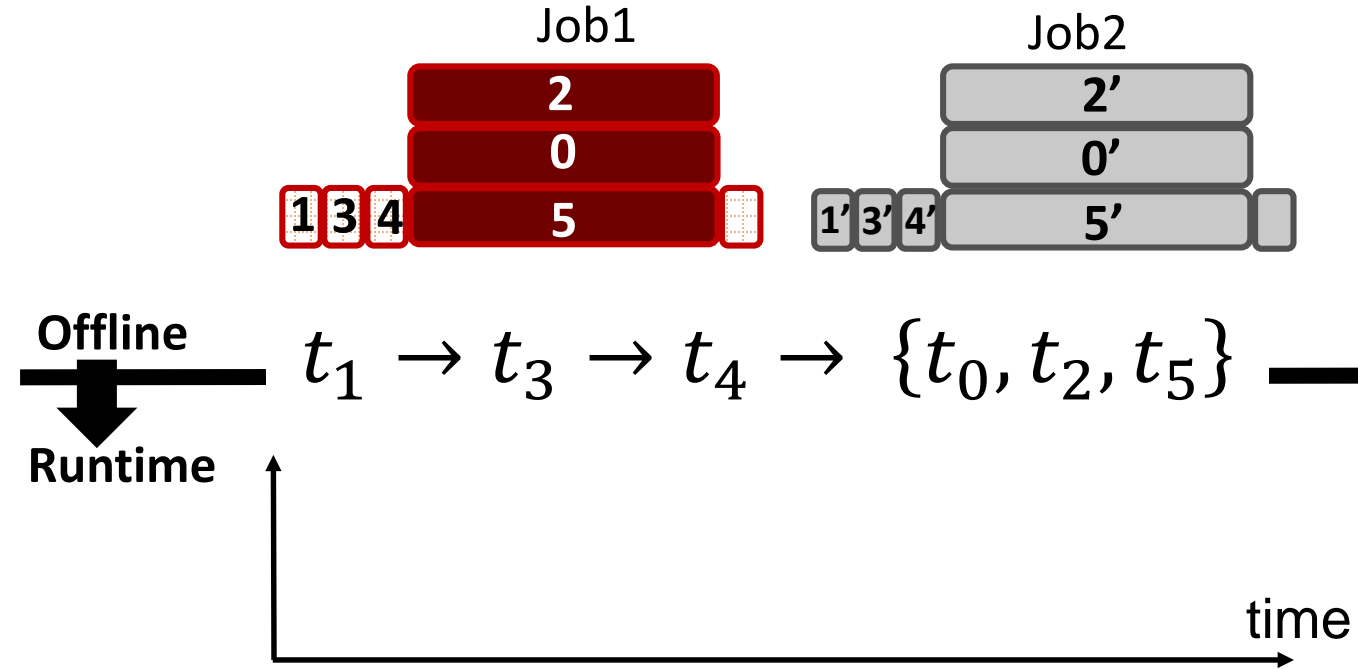 Job1 Job2
2 2’
0 0’
1 3 4 5 1’ 3’ 4’ 5’
Offline
t₁ → t₃ → t₄ → {t₀, t₂, t₅}
Runtime
time